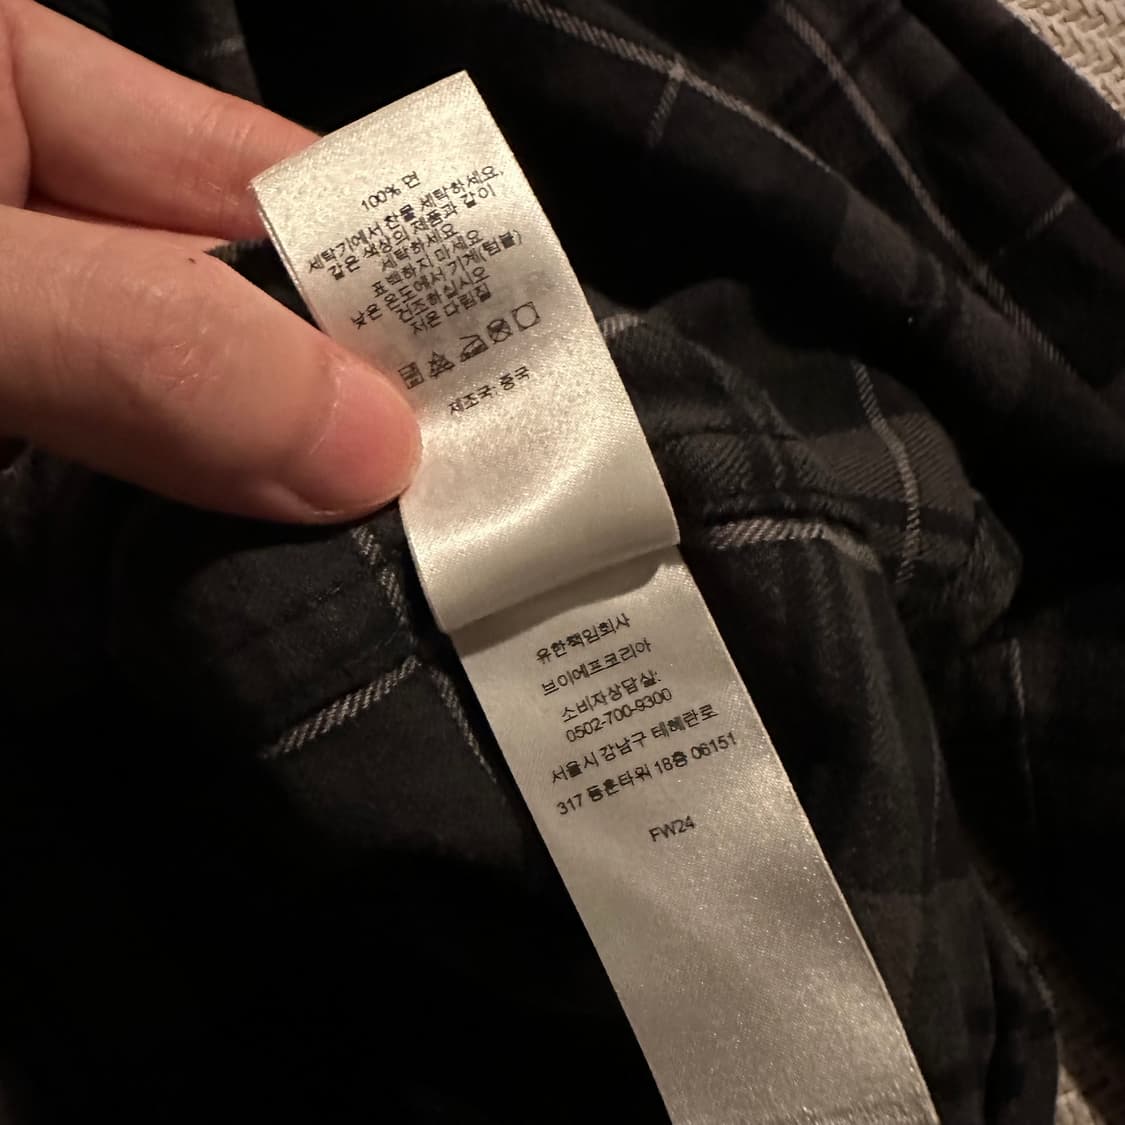 100% 면
세탁기에서 찬물 세탁하세요,
같은 색상의 제품과 같이
세탁하세요
표백하지 마세요
낮은 온도에서 기계(텀블)
건조하십시오
저온 다림질
제조국: 중국
유한책임회사
브이에프코리아
소비자상담실:
0502-700-9300
서울시 강남구 테헤란로
317 동훈타워 18층 06151
FW24